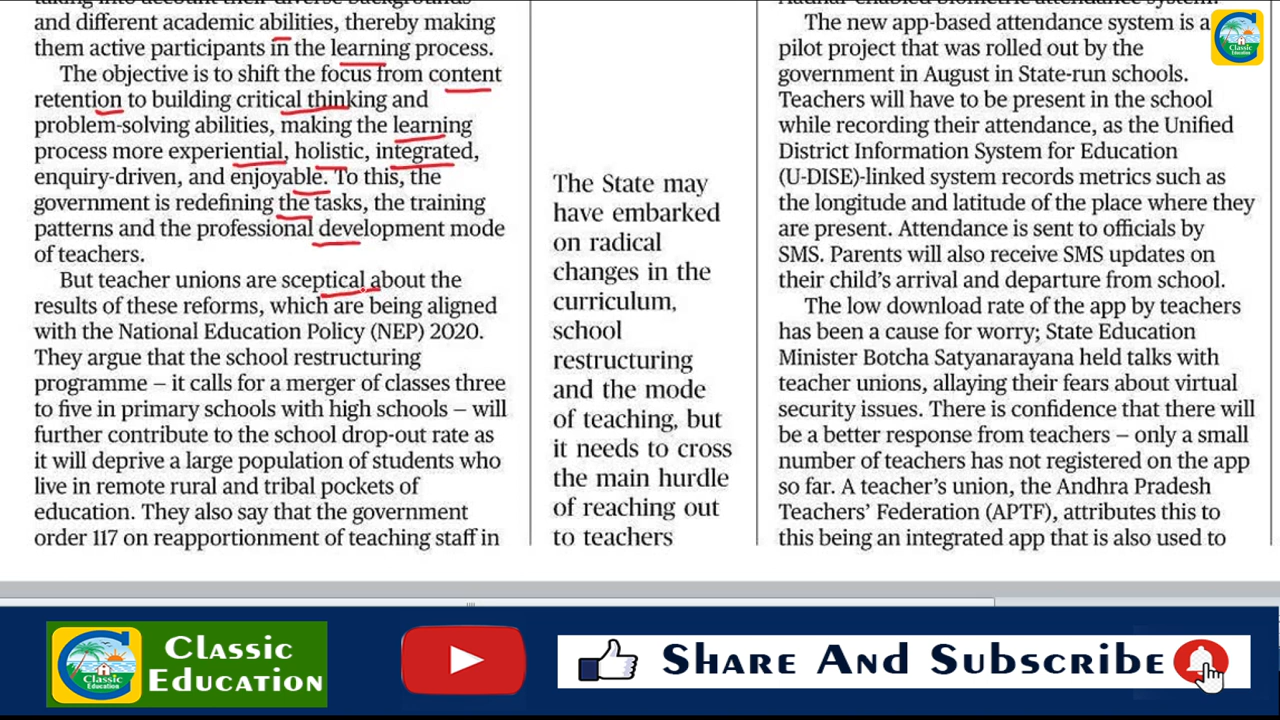 taking into account their diverse backgrounds
and different academic abilities, thereby making
them active participants in the learning process.
The objective is to shift the focus from content
retention to building critical thinking and
problem-solving abilities, making the learning
process more experiential, holistic, integrated,
enquiry-driven, and enjoyable. To this, the
government is redefining the tasks, the training
patterns and the professional development mode
of teachers.
But teacher unions are sceptical about the
results of these reforms, which are being aligned
with the National Education Policy (NEP) 2020.
They argue that the school restructuring
programme – it calls for a merger of classes three
to five in primary schools with high schools – will
further contribute to the school drop-out rate as
it will deprive a large population of students who
live in remote rural and tribal pockets of
education. They also say that the government
order 117 on reapportionment of teaching staff in
The State may
have embarked
on radical
changes in the
curriculum,
school
restructuring
and the mode
of teaching, but
it needs to cross
the main hurdle
of reaching out
to teachers
Aadhar-enabled biometric attendance system.
The new app-based attendance system is a
pilot project that was rolled out by the
government in August in State-run schools.
Teachers will have to be present in the school
while recording their attendance, as the Unified
District Information System for Education
(U-DISE)-linked system records metrics such as
the longitude and latitude of the place where they
are present. Attendance is sent to officials by
SMS. Parents will also receive SMS updates on
their child's arrival and departure from school.
The low download rate of the app by teachers
has been a cause for worry; State Education
Minister Botcha Satyanarayana held talks with
teacher unions, allaying their fears about virtual
security issues. There is confidence that there will
be a better response from teachers – only a small
number of teachers has not registered on the app
so far. A teacher's union, the Andhra Pradesh
Teachers' Federation (APTF), attributes this to
this being an integrated app that is also used to
Classic
Education
Classic
Education
Classic
Education
Share And Subscribe